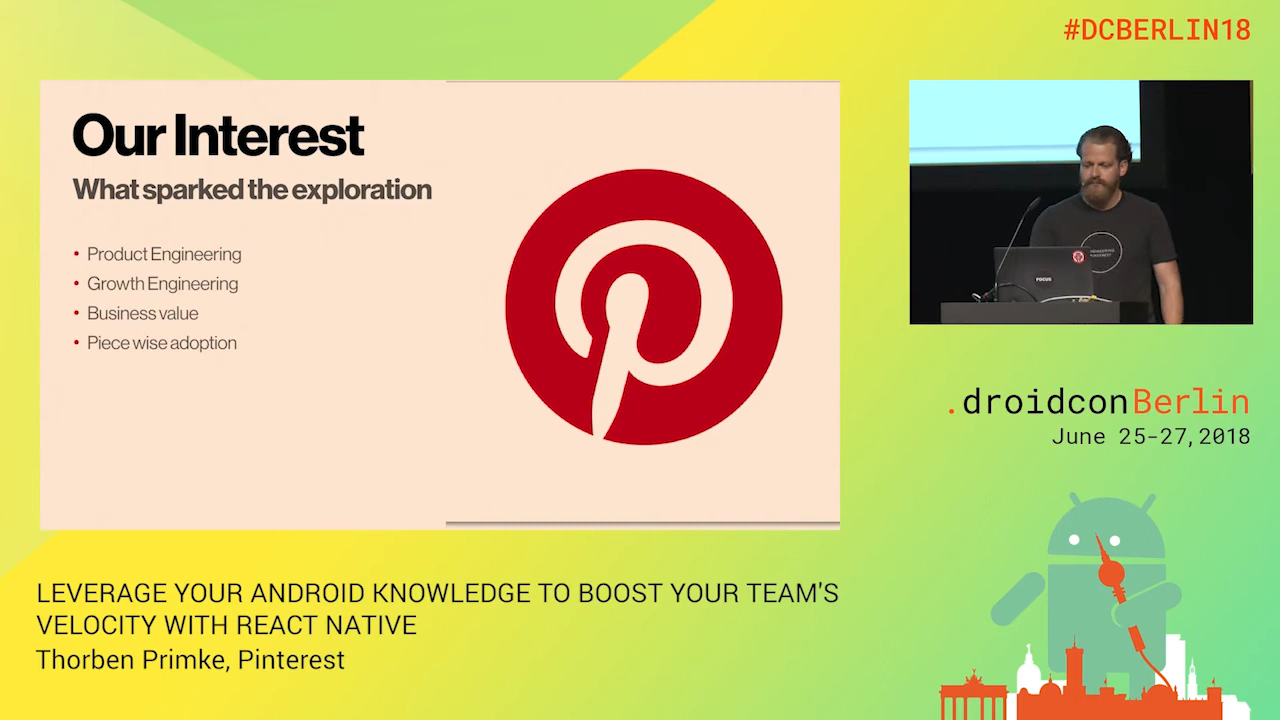 #DCBERLIN18
Our Interest
What sparked the exploration
• Product Engineering
• Growth Engineering
• Business value
• Piece wise adoption
FOCUS
.droidconBerlin
June 25-27, 2018
LEVERAGE YOUR ANDROID KNOWLEDGE TO BOOST YOUR TEAM'S
VELOCITY WITH REACT NATIVE
Thorben Primke, Pinterest